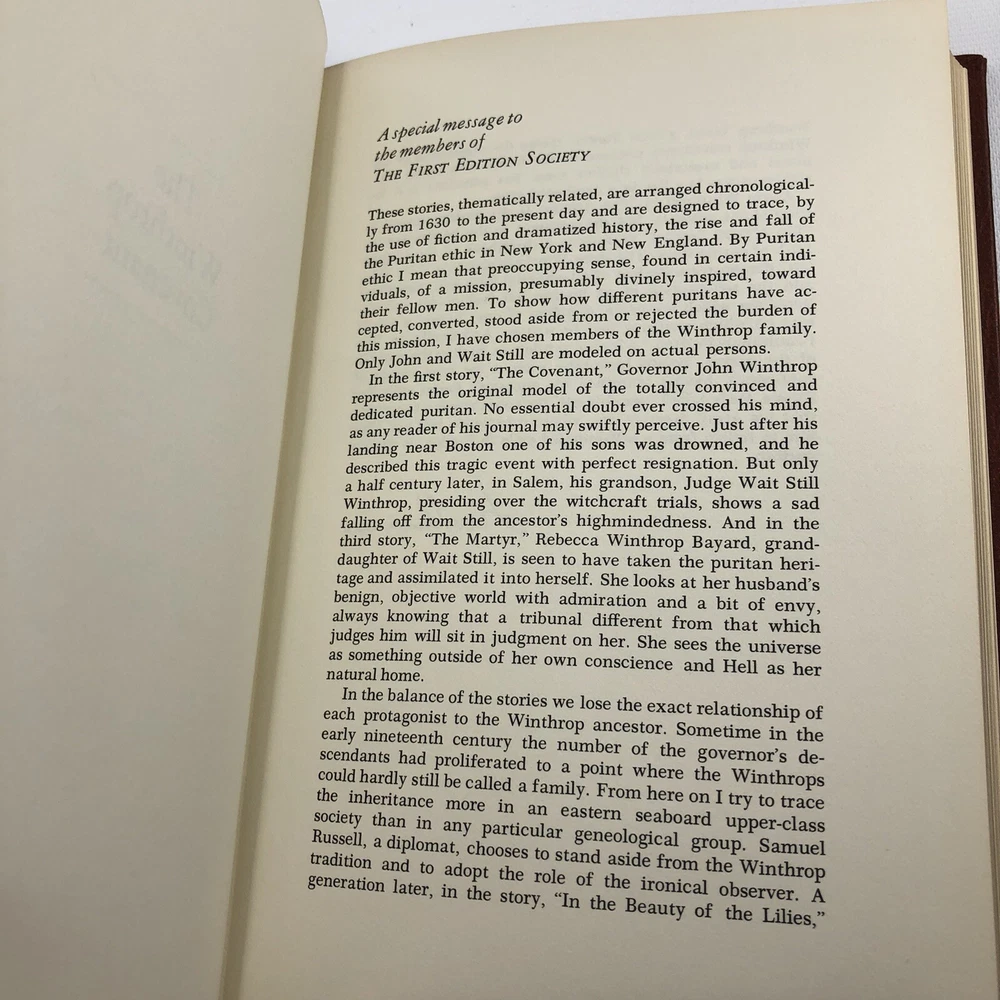 A special message to
the members of
THE FIRST EDITION SOCIETY
These stories, thematically related, are arranged chronological-
ly from 1630 to the present day and are designed to trace, by
the use of fiction and dramatized history, the rise and fall of
the Puritan ethic in New York and New England. By Puritan
ethic I mean that preoccupying sense, found in certain indi-
viduals, of a mission, presumably divinely inspired, toward
their fellow men. To show how different puritans have ac-
cepted, converted, stood aside from or rejected the burden of
this mission, I have chosen members of the Winthrop family.
Only John and Wait Still are modeled on actual persons.
In the first story, “The Covenant,” Governor John Winthrop
represents the original model of the totally convinced and
dedicated puritan. No essential doubt ever crossed his mind,
as any reader of his journal may swiftly perceive. Just after his
landing near Boston one of his sons was drowned, and he
described this tragic event with perfect resignation. But only
a half century later, in Salem, his grandson, Judge Wait Still
Winthrop, presiding over the witchcraft trials, shows a sad
falling off from the ancestor’s highmindedness. And in the
third story, “The Martyr,” Rebecca Winthrop Bayard, grand-
daughter of Wait Still, is seen to have taken the puritan heri-
tage and assimilated it into herself. She looks at her husband’s
benign, objective world with admiration and a bit of envy,
always knowing that a tribunal different from that which
judges him will sit in judgment on her. She sees the universe
as something outside of her own conscience and Hell as her
natural home.
In the balance of the stories we lose the exact relationship of
each protagonist to the Winthrop ancestor. Sometime in the
early nineteenth century the number of the governor’s de-
scendants had proliferated to a point where the Winthrops
could hardly still be called a family. From here on I try to trace
the inheritance more in an eastern seaboard upper-class
society than in any particular geneological group. Samuel
Russell, a diplomat, chooses to stand aside from the Winthrop
tradition and to adopt the role of the ironical observer. A
generation later, in the story, “In the Beauty of the Lilies,”